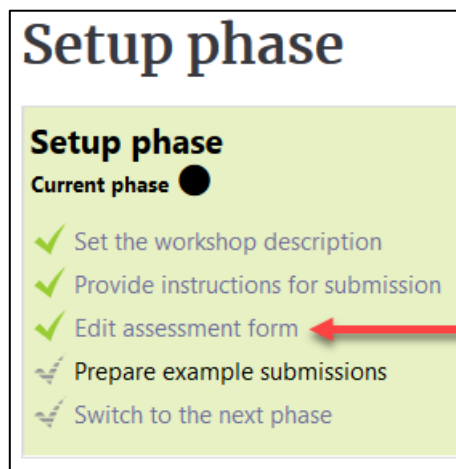 Setup phase
Setup phase
Current phase
Set the workshop description
Provide instructions for submission
Edit assessment form
Prepare example submissions
Switch to the next phase